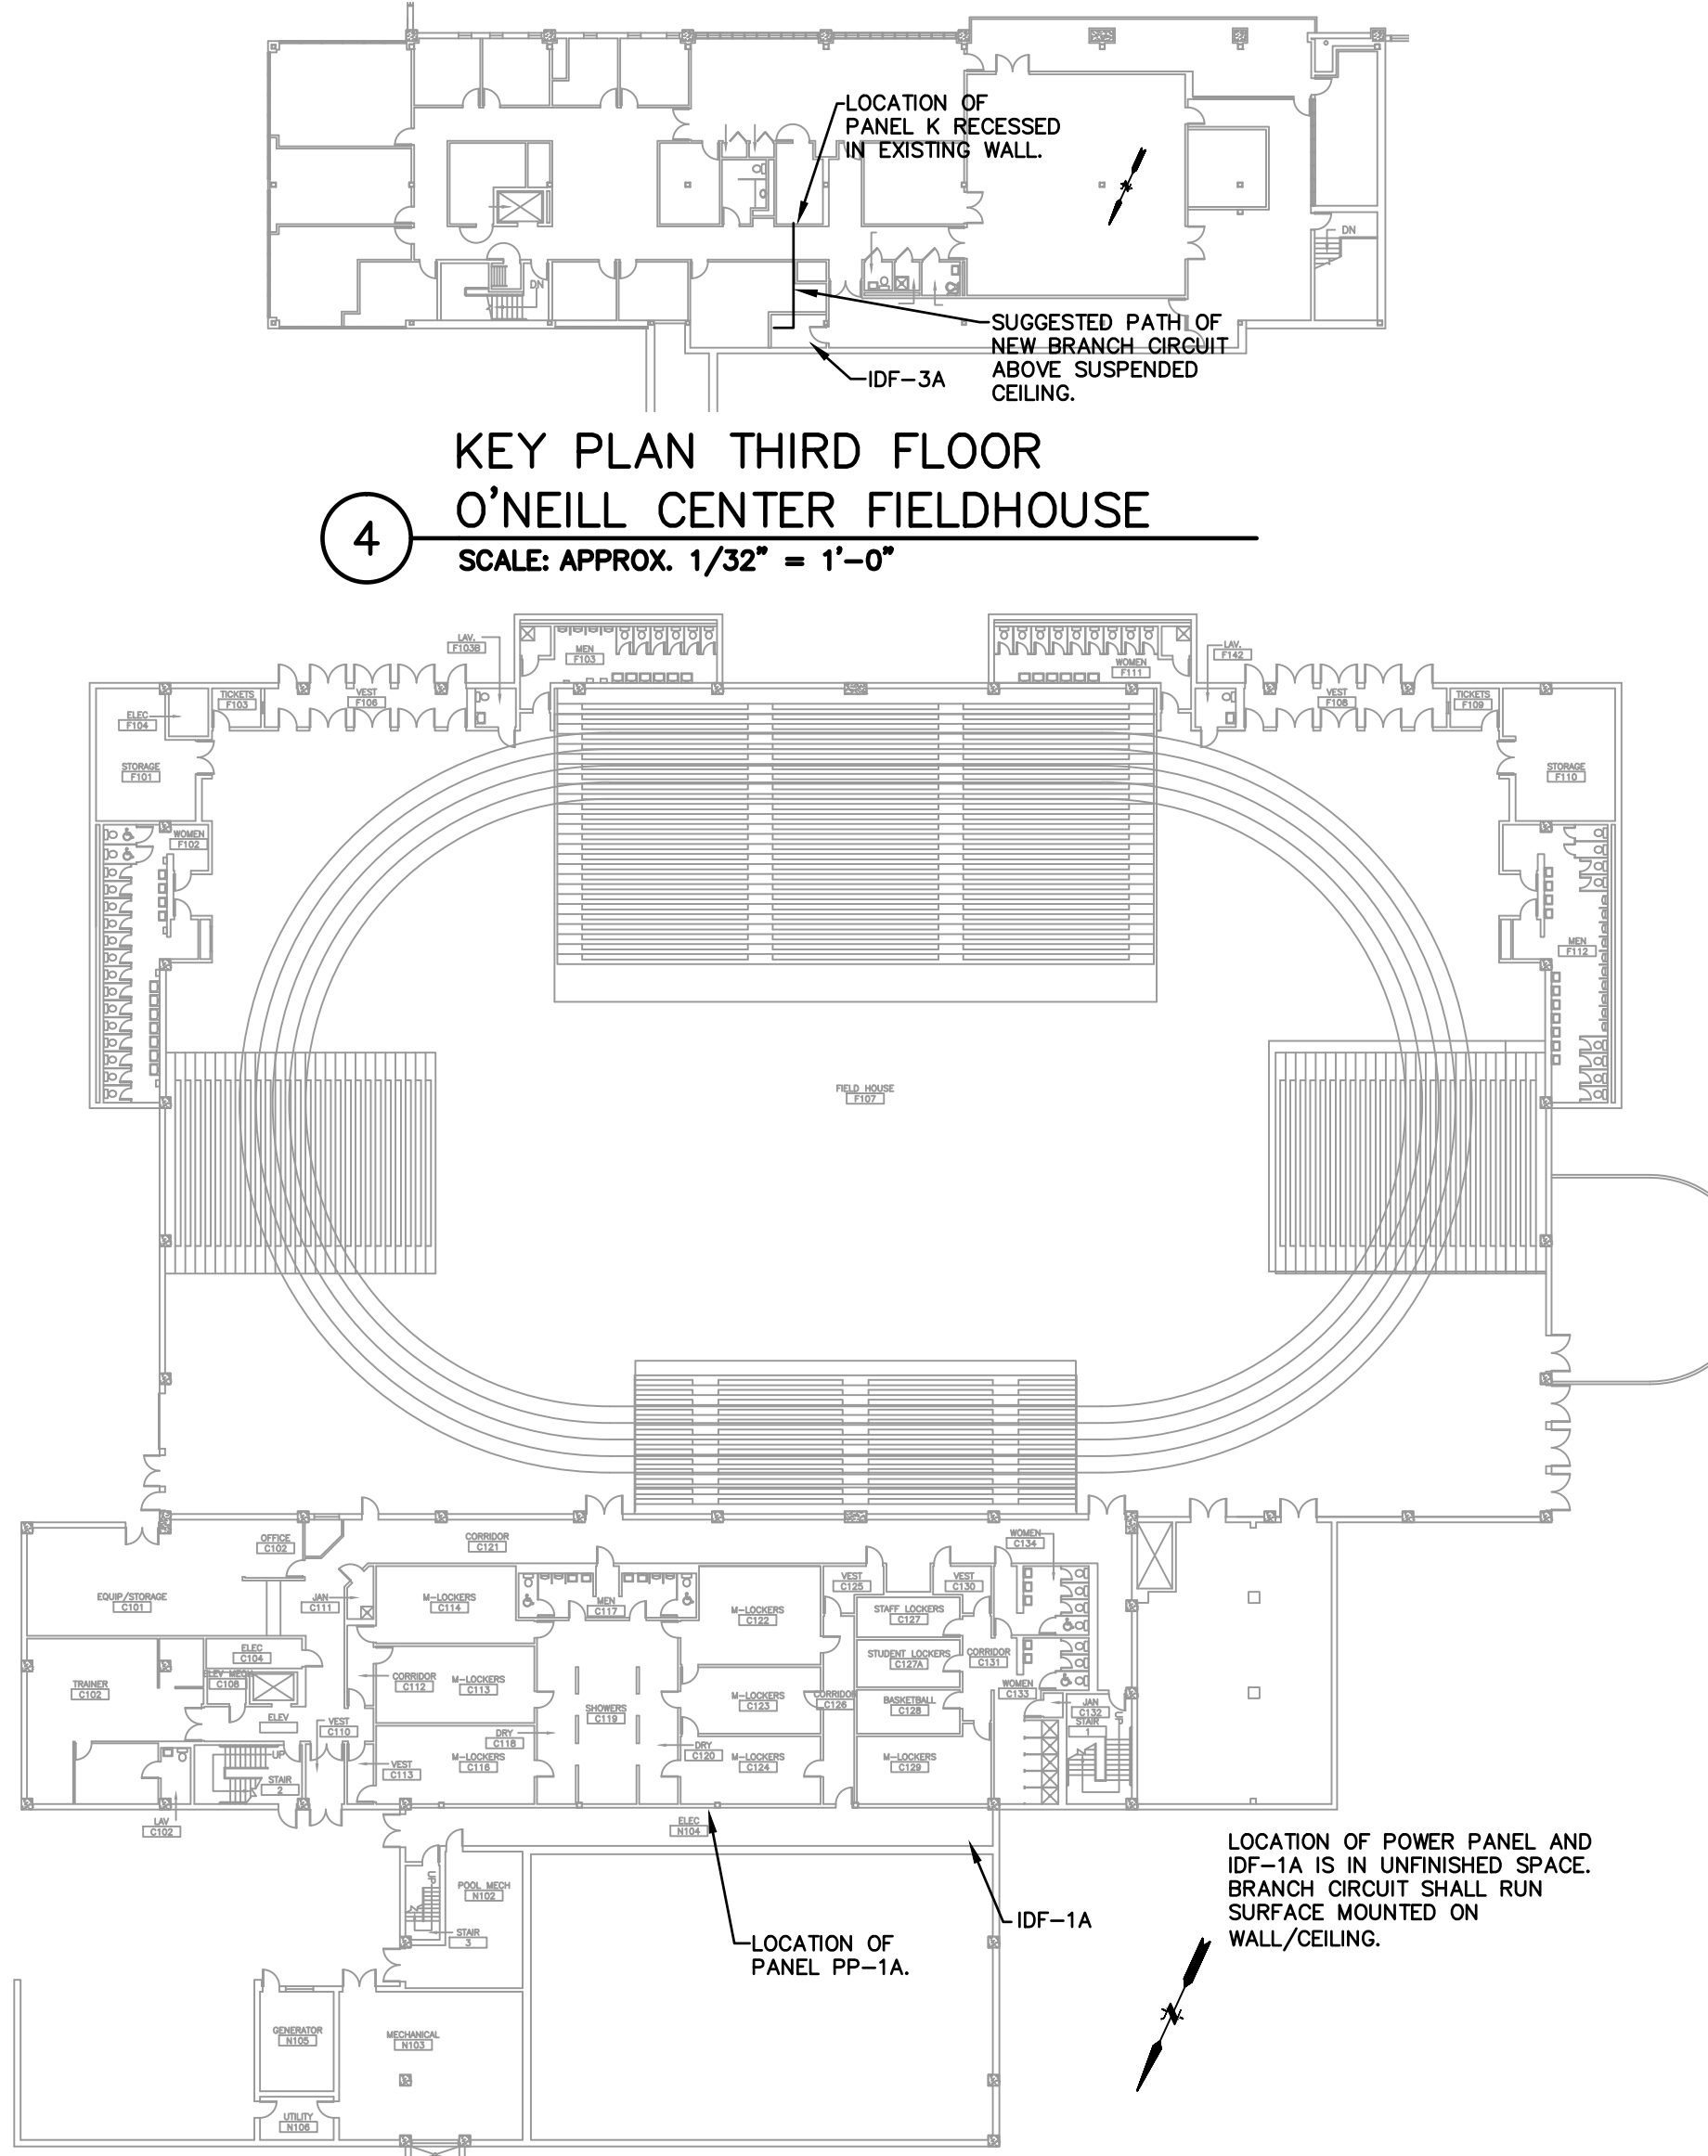 LOCATION OF
PANEL K RECESSED
IN EXISTING WALL.
DN
DN
SUGGESTED PATH OF
NEW BRANCH CIRCUIT
ABOVE SUSPENDED
CEILING.
IDF-3A
KEY PLAN THIRD FLOOR
O'NEILL CENTER FIELDHOUSE
4
SCALE: APPROX. 1/32" = 1'-0"
LAV.
F103B
MEN
F103
WOMEN
F111
LAV.
F142
TICKETS
F103
VEST
F106
VEST
F108
TICKETS
F109
ELEC
F104
STORAGE
F101
STORAGE
F110
WOMEN
F102
MEN
F112
FIELD HOUSE
F107
OFFICE
C102
CORRIDOR
C121
WOMEN
C134
EQUIP/STORAGE
C101
JAN
C111
M-LOCKERS
C114
MEN
C117
M-LOCKERS
C122
VEST
C125
VEST
C130
STAFF LOCKERS
C127
ELEC
C104
STUDENT LOCKERS
C127A
CORRIDOR
C131
TRAINER
C102
ELEV MECH
C108
CORRIDOR
C112
M-LOCKERS
C113
M-LOCKERS
C123
CORRIDOR
C126
BASKETBALL
C128
WOMEN
C133
JAN
C132
STAIR
1
UP
ELEV
VEST
C110
SHOWERS
C119
DRY
C118
DRY
C120
UP
VEST
C113
M-LOCKERS
C116
M-LOCKERS
C124
M-LOCKERS
C129
STAIR
2
LAV
C102
ELEC
N104
LOCATION OF POWER PANEL AND
IDF-1A IS IN UNFINISHED SPACE.
BRANCH CIRCUIT SHALL RUN
SURFACE MOUNTED ON
WALL/CEILING.
UP
POOL MECH
N102
STAIR
3
IDF-1A
LOCATION OF
PANEL PP-1A.
GENERATOR
N105
MECHANICAL
N103
UTILITY
N106